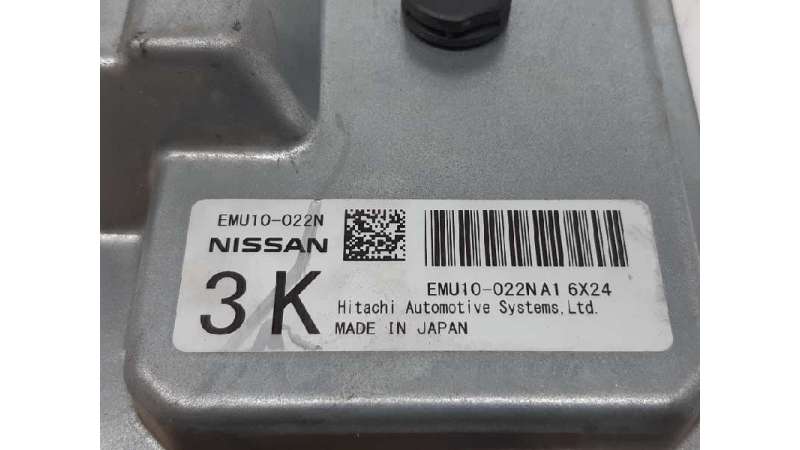 EMU10-022N
NISSAN
3K
EMU10-022NA1 6X24
Hitachi Automotive Systems,Ltd.
MADE IN JAPAN